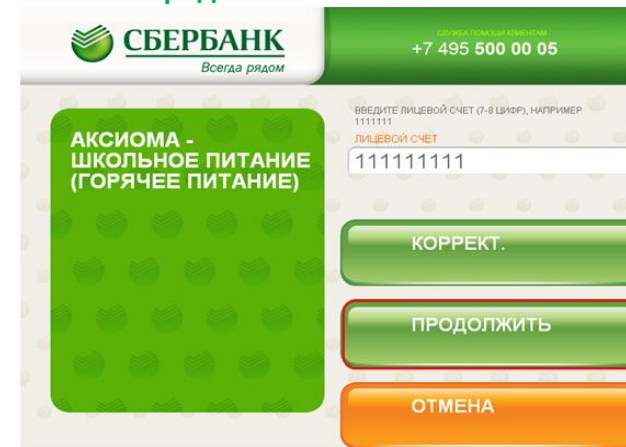 СБЕРБАНК
Всегда рядом
СЛУЖБА ПОМОЩИ КЛИЕНТАМ
+7 495 500 00 05
АКСИОМА -
ШКОЛЬНОЕ ПИТАНИЕ
(ГОРЯЧЕЕ ПИТАНИЕ)
ВВЕДИТЕ ЛИЦЕВОЙ СЧЕТ (7-8 ЦИФР), НАПРИМЕР
1111111
ЛИЦЕВОЙ СЧЕТ
111111111
КОРРЕКТ.
ПРОДОЛЖИТЬ
ОТМЕНА